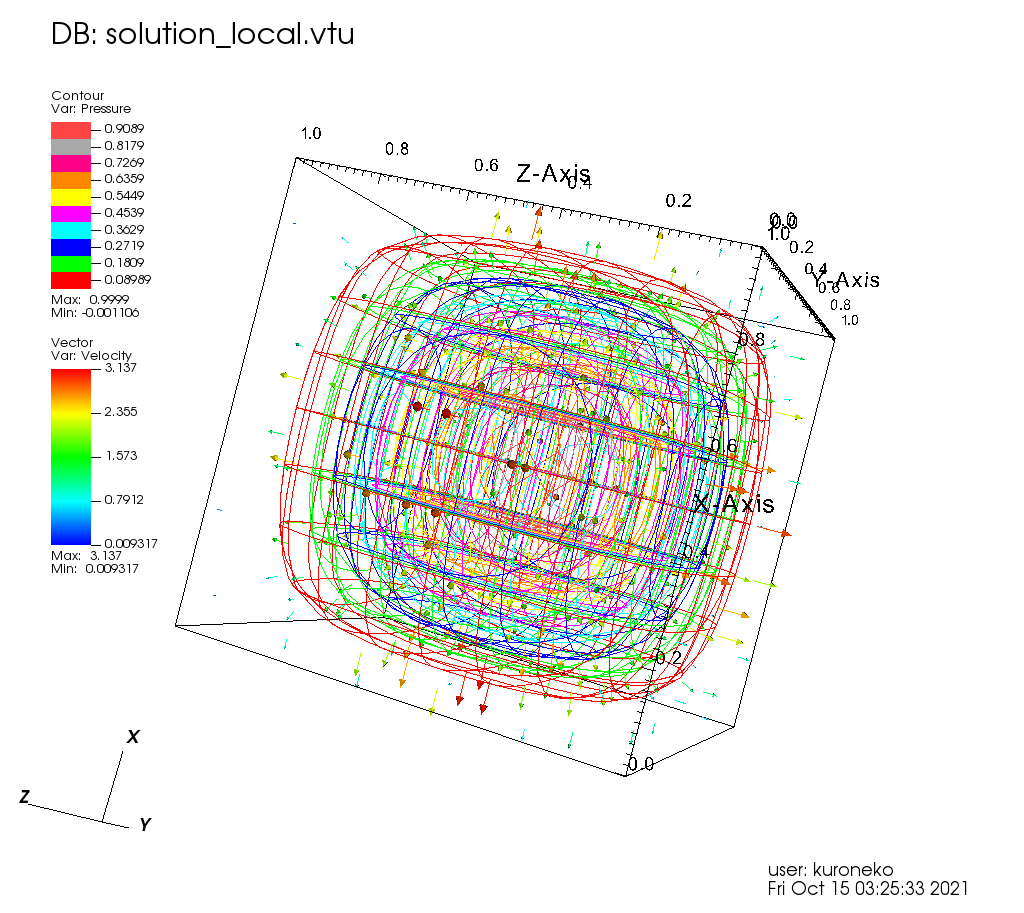 DB: solution_local.vtu
Contour
Var: Pressure
0.9089
0.8179
0.7269
0.6359
0.5449
0.4539
0.3629
0.2719
0.1809
0.08989
Max: 0.9999
Min: -0.001106
Vector
Var: Velocity
3.137
2.355
1.573
0.7912
0.009317
Max: 3.137
Min: 0.009317
1.0
0.8
0.6
Z-Axis
0.4
0.2
0.0
0.0
1.0
0.2
0.4
Y-Axis
0.6
0.8
1.0
0.8
0.6
X-Axis
0.4
0.2
0.0
X
Z
Y
user: kuroneko
Fri Oct 15 03:25:33 2021